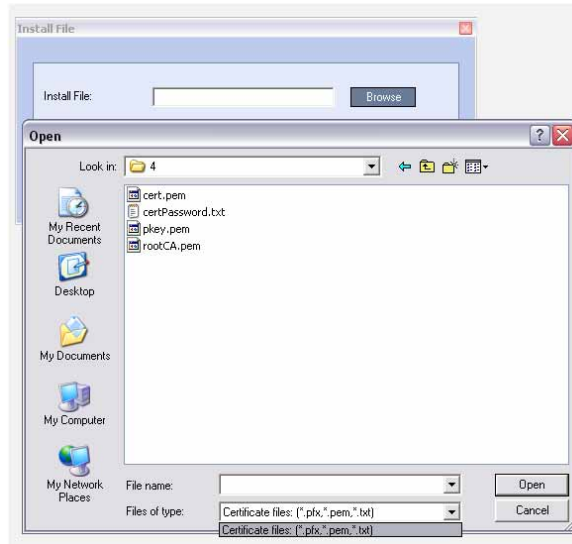 Install File
Install File:
Browse
Open
Look in:
4
My Recent
Documents
Desktop
My Documents
My Computer
My Network
Places
cert.pem
certPassword.txt
pkey.pem
rootCA.pem
File name:
Open
Files of type:
Certificate files: (*.pfx,*.pem,*.txt)
Cancel
Certificate files: (*.pfx,*.pem,*.txt)